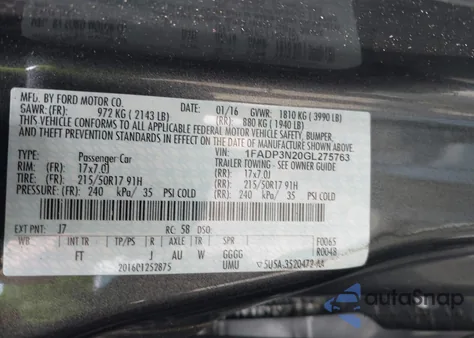 MFD. BY FORD MOTOR CO.
DATE: 01/16 GVWR: 1810 KG ( 3990 LB)
GAWR: (FR): 972 KG ( 2143 LB) (RR): 880 KG ( 1940 LB)
THIS VEHICLE CONFORMS TO ALL APPLICABLE FEDERAL MOTOR VEHICLE SAFETY, BUMPER,
AND THEFT PREVENTION STANDARDS IN EFFECT ON THE DATE OF MANUFACTURE SHOWN ABOVE.
VIN: 1FADP3N20GL275763
TYPE: Passenger Car TRAILER TOWING - SEE OWNER GUIDE
RIM: (FR): 17x7.0J (RR): 17x7.0J
TIRE: (FR): 215/50R17 91H (RR): 215/50R17 91H
PRES: (FR): 240 kPa/ 35 PSI COLD (RR): 240 kPa/ 35 PSI COLD
EXT PNT: J7 RC: 58 DSO:
WB INT TR TP/PS R AXLE TR SPR F0065
FT J AU W GGGG R0048
201601252875 UMU 5U5A-3520472-AA
autoSnap